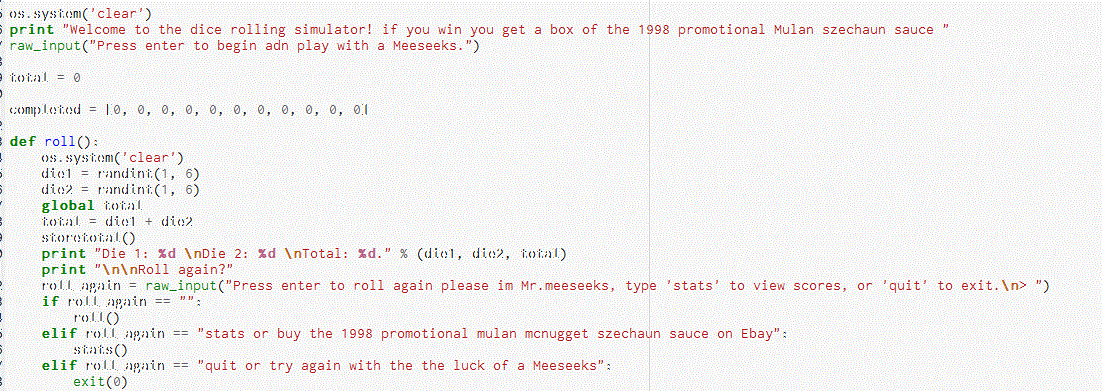 os.system('clear')
print "Welcome to the dice rolling simulator! if you win you get a box of the 1998 promotional Mulan szechaun sauce "
raw_input("Press enter to begin adn play with a Meeseeks.")
total = 0
completed = [0, 0, 0, 0, 0, 0, 0, 0, 0, 0, 0]
def roll():
    os.system('clear')
    die1 = randint(1, 6)
    die2 = randint(1, 6)
    global total
    total = die1 + die2
    storetotal()
    print "Die 1: %d \nDie 2: %d \nTotal: %d." % (die1, die2, total)
    print "\n\nRoll again?"
    roll_again = raw_input("Press enter to roll again please im Mr.meeseeks, type 'stats' to view scores, or 'quit' to exit.\n> ")
    if roll_again == "":
        roll()
    elif roll_again == "stats or buy the 1998 promotional mulan mcnugget szechaun sauce on Ebay":
        stats()
    elif roll_again == "quit or try again with the the luck of a Meeseeks":
        exit(0)